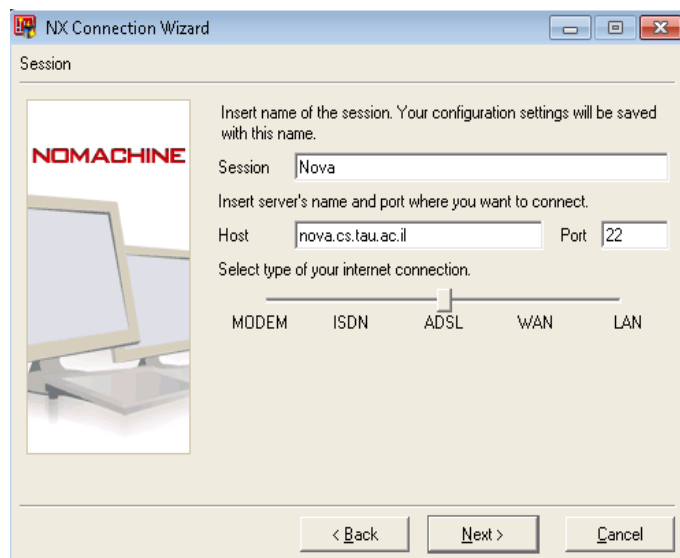 NX Connection Wizard
Session
NOMACHINE
Insert name of the session. Your configuration settings will be saved
with this name.
Session Nova
Insert server's name and port where you want to connect.
Host nova.cs.tau.ac.il Port 22
Select type of your internet connection.
MODEM ISDN ADSL WAN LAN
< Back Next > Cancel